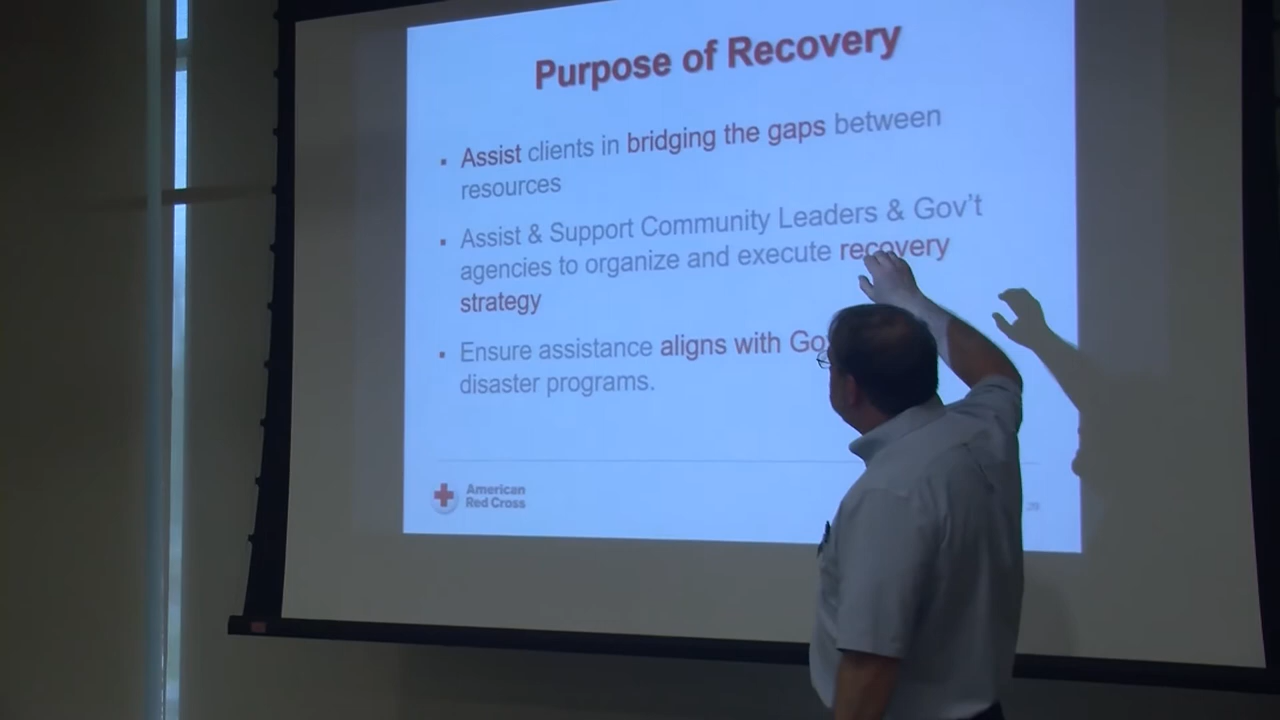 Purpose of Recovery
▪ Assist clients in bridging the gaps between
resources
▪ Assist & Support Community Leaders & Gov't
agencies to organize and execute recovery
strategy
▪ Ensure assistance aligns with
disaster programs.
American
Red Cross
29